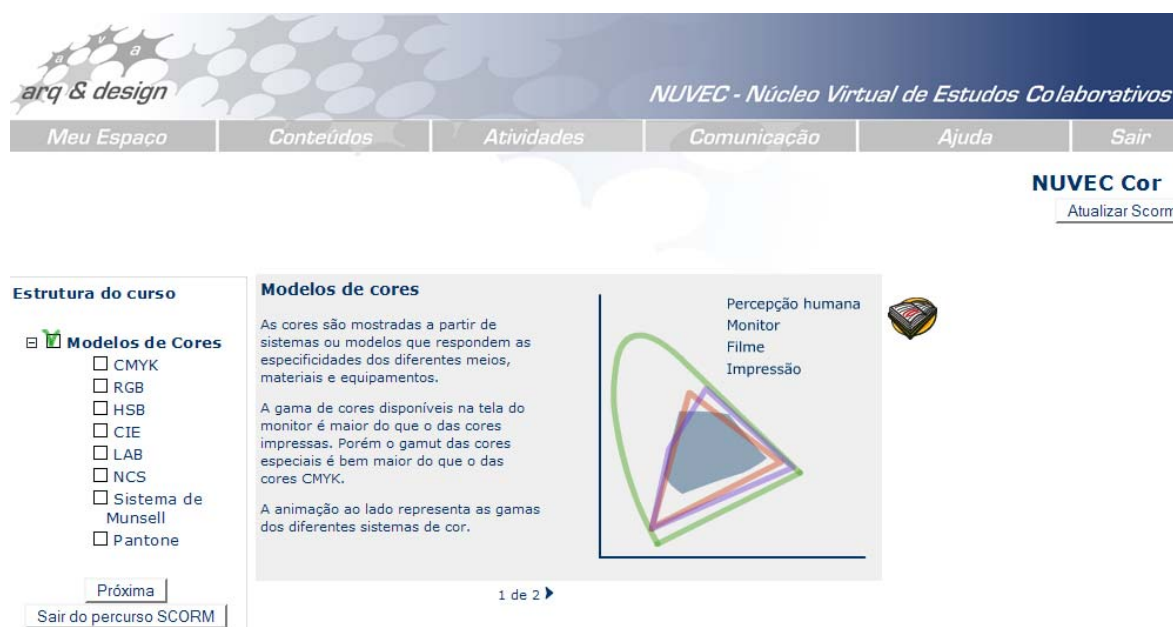 a v a
arq & design
NUVEC - Núcleo Virtual de Estudos Colaborativos
Meu Espaço
Conteúdos
Atividades
Comunicação
Ajuda
Sair
NUVEC Cor
Atualizar Scorm
Estrutura do curso
Modelos de Cores
CMYK
RGB
HSB
CIE
LAB
NCS
Sistema de
Munsell
Pantone
Próxima
Sair do percurso SCORM
Modelos de cores
As cores são mostradas a partir de
sistemas ou modelos que respondem as
especificidades dos diferentes meios,
materiais e equipamentos.
A gama de cores disponíveis na tela do
monitor é maior do que o das cores
impressas. Porém o gamut das cores
especiais é bem maior do que o das
cores CMYK.
A animação ao lado representa as gamas
dos diferentes sistemas de cor.
Percepção humana
Monitor
Filme
Impressão
1 de 2